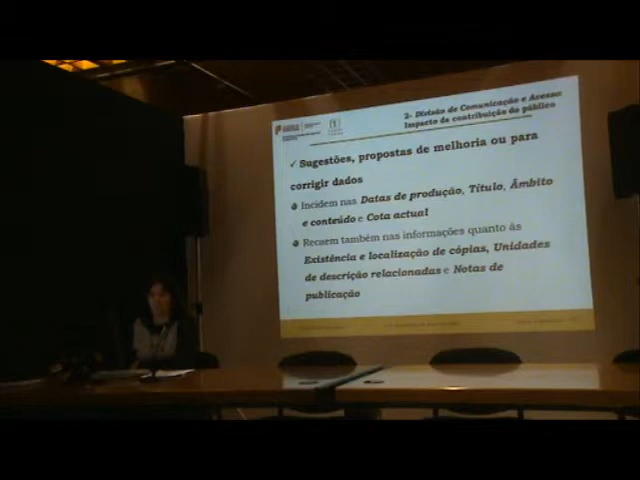 2- Divisão de Comunicação e Acesso
Impacto da contribuição do público
✓ Sugestões, propostas de melhoria ou para
corrigir dados
Incidem nas Datas de produção, Título, Âmbito
e conteúdo e Cota actual
Recaem também nas informações quanto às
Existência e localização de cópias, Unidades
de descrição relacionadas e Notas de
publicação